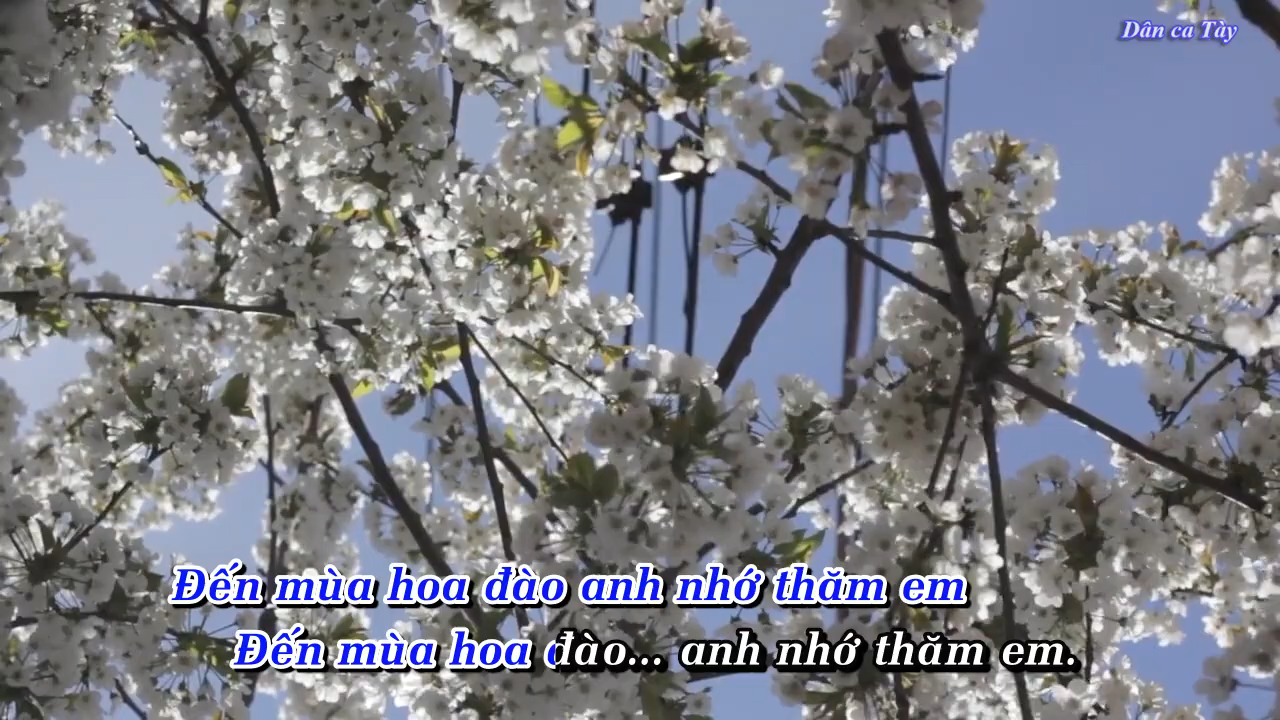 Dân ca Tày
Đến mùa hoa đào anh nhớ thăm em
Đến mùa hoa đào... anh nhớ thăm em.